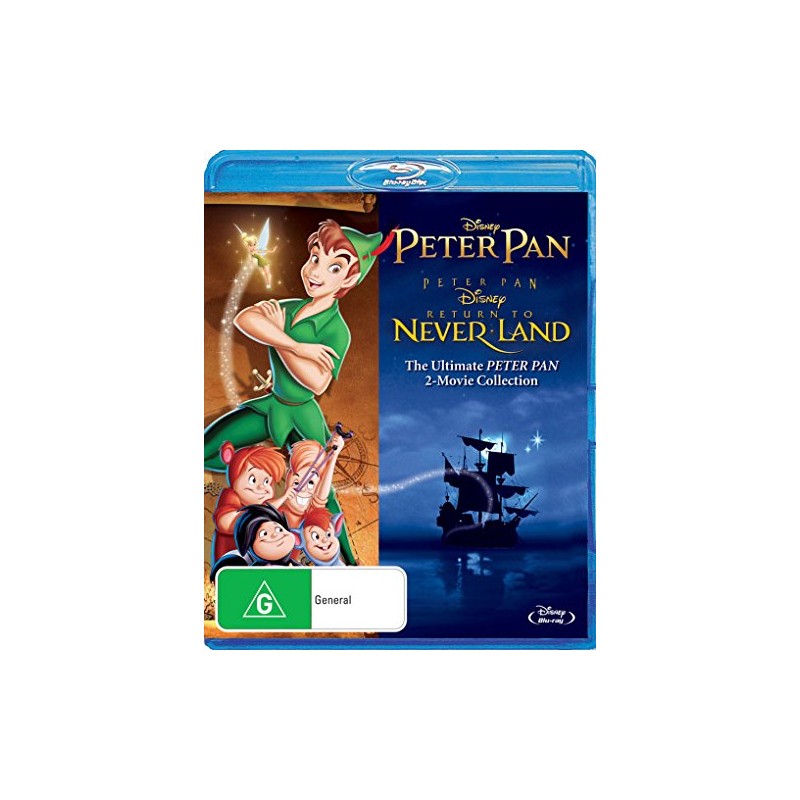 Blu-ray Disc
Disney
PETER PAN
PETER PAN
Disney
RETURN TO
NEVER·LAND
The Ultimate PETER PAN
2-Movie Collection
G
General
Disney
Blu-ray